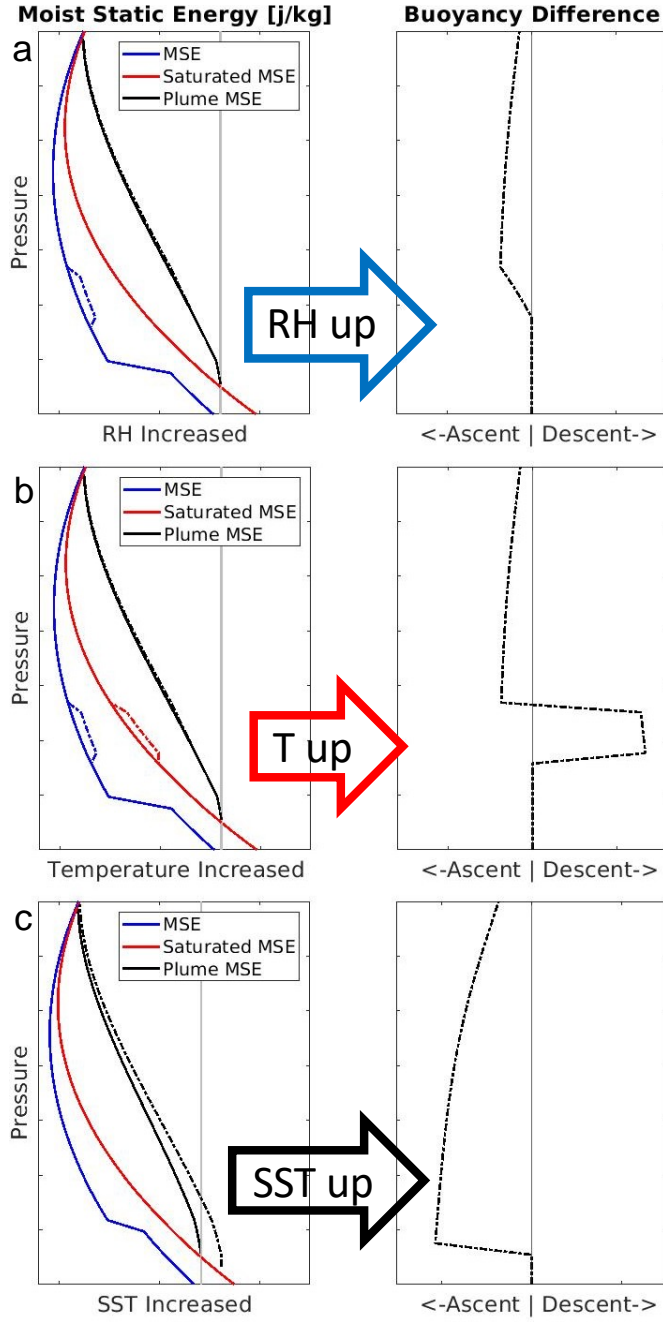 Moist Static Energy [j/kg]
Buoyancy Difference
a
MSE
Saturated MSE
Plume MSE
Pressure
RH up
RH Increased
<-Ascent | Descent->
b
MSE
Saturated MSE
Plume MSE
Pressure
T up
Temperature Increased
<-Ascent | Descent->
c
MSE
Saturated MSE
Plume MSE
Pressure
SST up
SST Increased
<-Ascent | Descent->